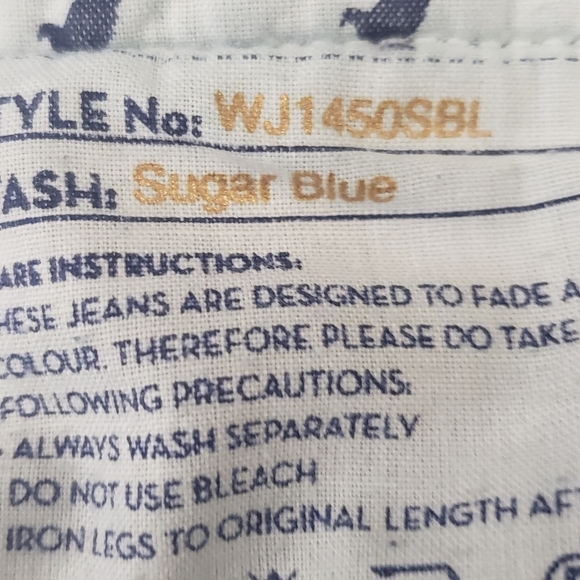 TYLE No: WJ1450SBL
ASH: Sugar Blue
ARE INSTRUCTIONS:
HESE JEANS ARE DESIGNED TO FADE A
COLOUR. THEREFORE PLEASE DO TAKE
FOLLOWING PRECAUTIONS:
- ALWAYS WASH SEPARATELY
DO NOT USE BLEACH
IRON LEGS TO ORIGINAL LENGTH AFT